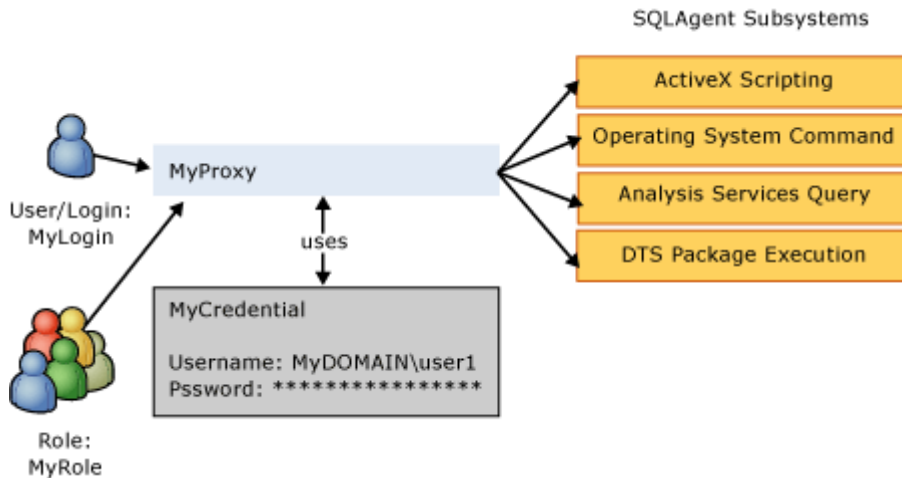 SQLAgent Subsystems
ActiveX Scripting
Operating System Command
Analysis Services Query
DTS Package Execution
MyProxy
User/Login:
MyLogin
uses
MyCredential
Username: MyDOMAIN\user1
Pssword: ****************
Role:
MyRole